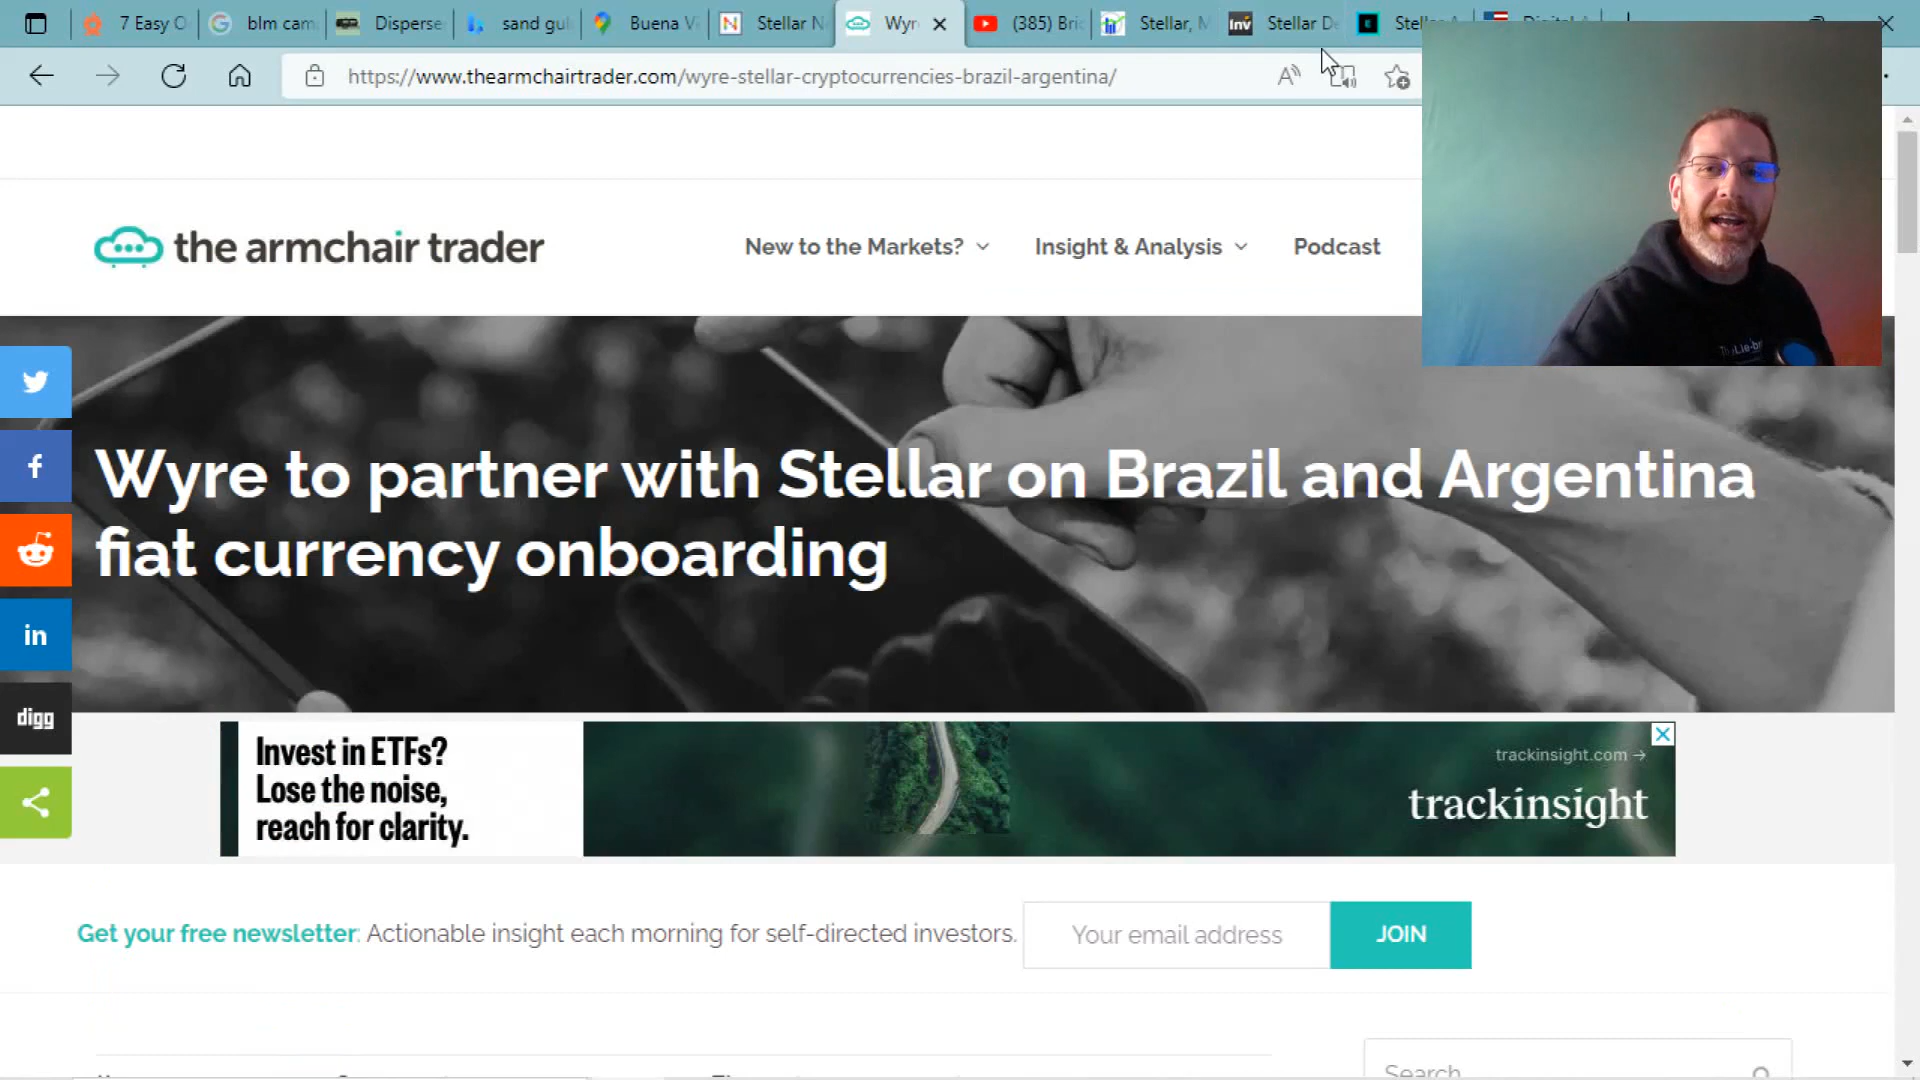 7 Easy O
blm cam
Disperse
sand gul
Buena Vi
Stellar N
Wyr
(385) Bri
Stellar, M
Inv
Stellar De
https://www.thearmchairtrader.com/wyre-stellar-cryptocurrencies-brazil-argentina/
the armchair trader
New to the Markets?
Insight & Analysis
Podcast
Wyre to partner with Stellar on Brazil and Argentina
fiat currency onboarding
f
in
digg
Invest in ETFs?
Lose the noise,
reach for clarity.
trackinsight.com →
trackinsight
Get your free newsletter: Actionable insight each morning for self-directed investors.
Your email address
JOIN
Search